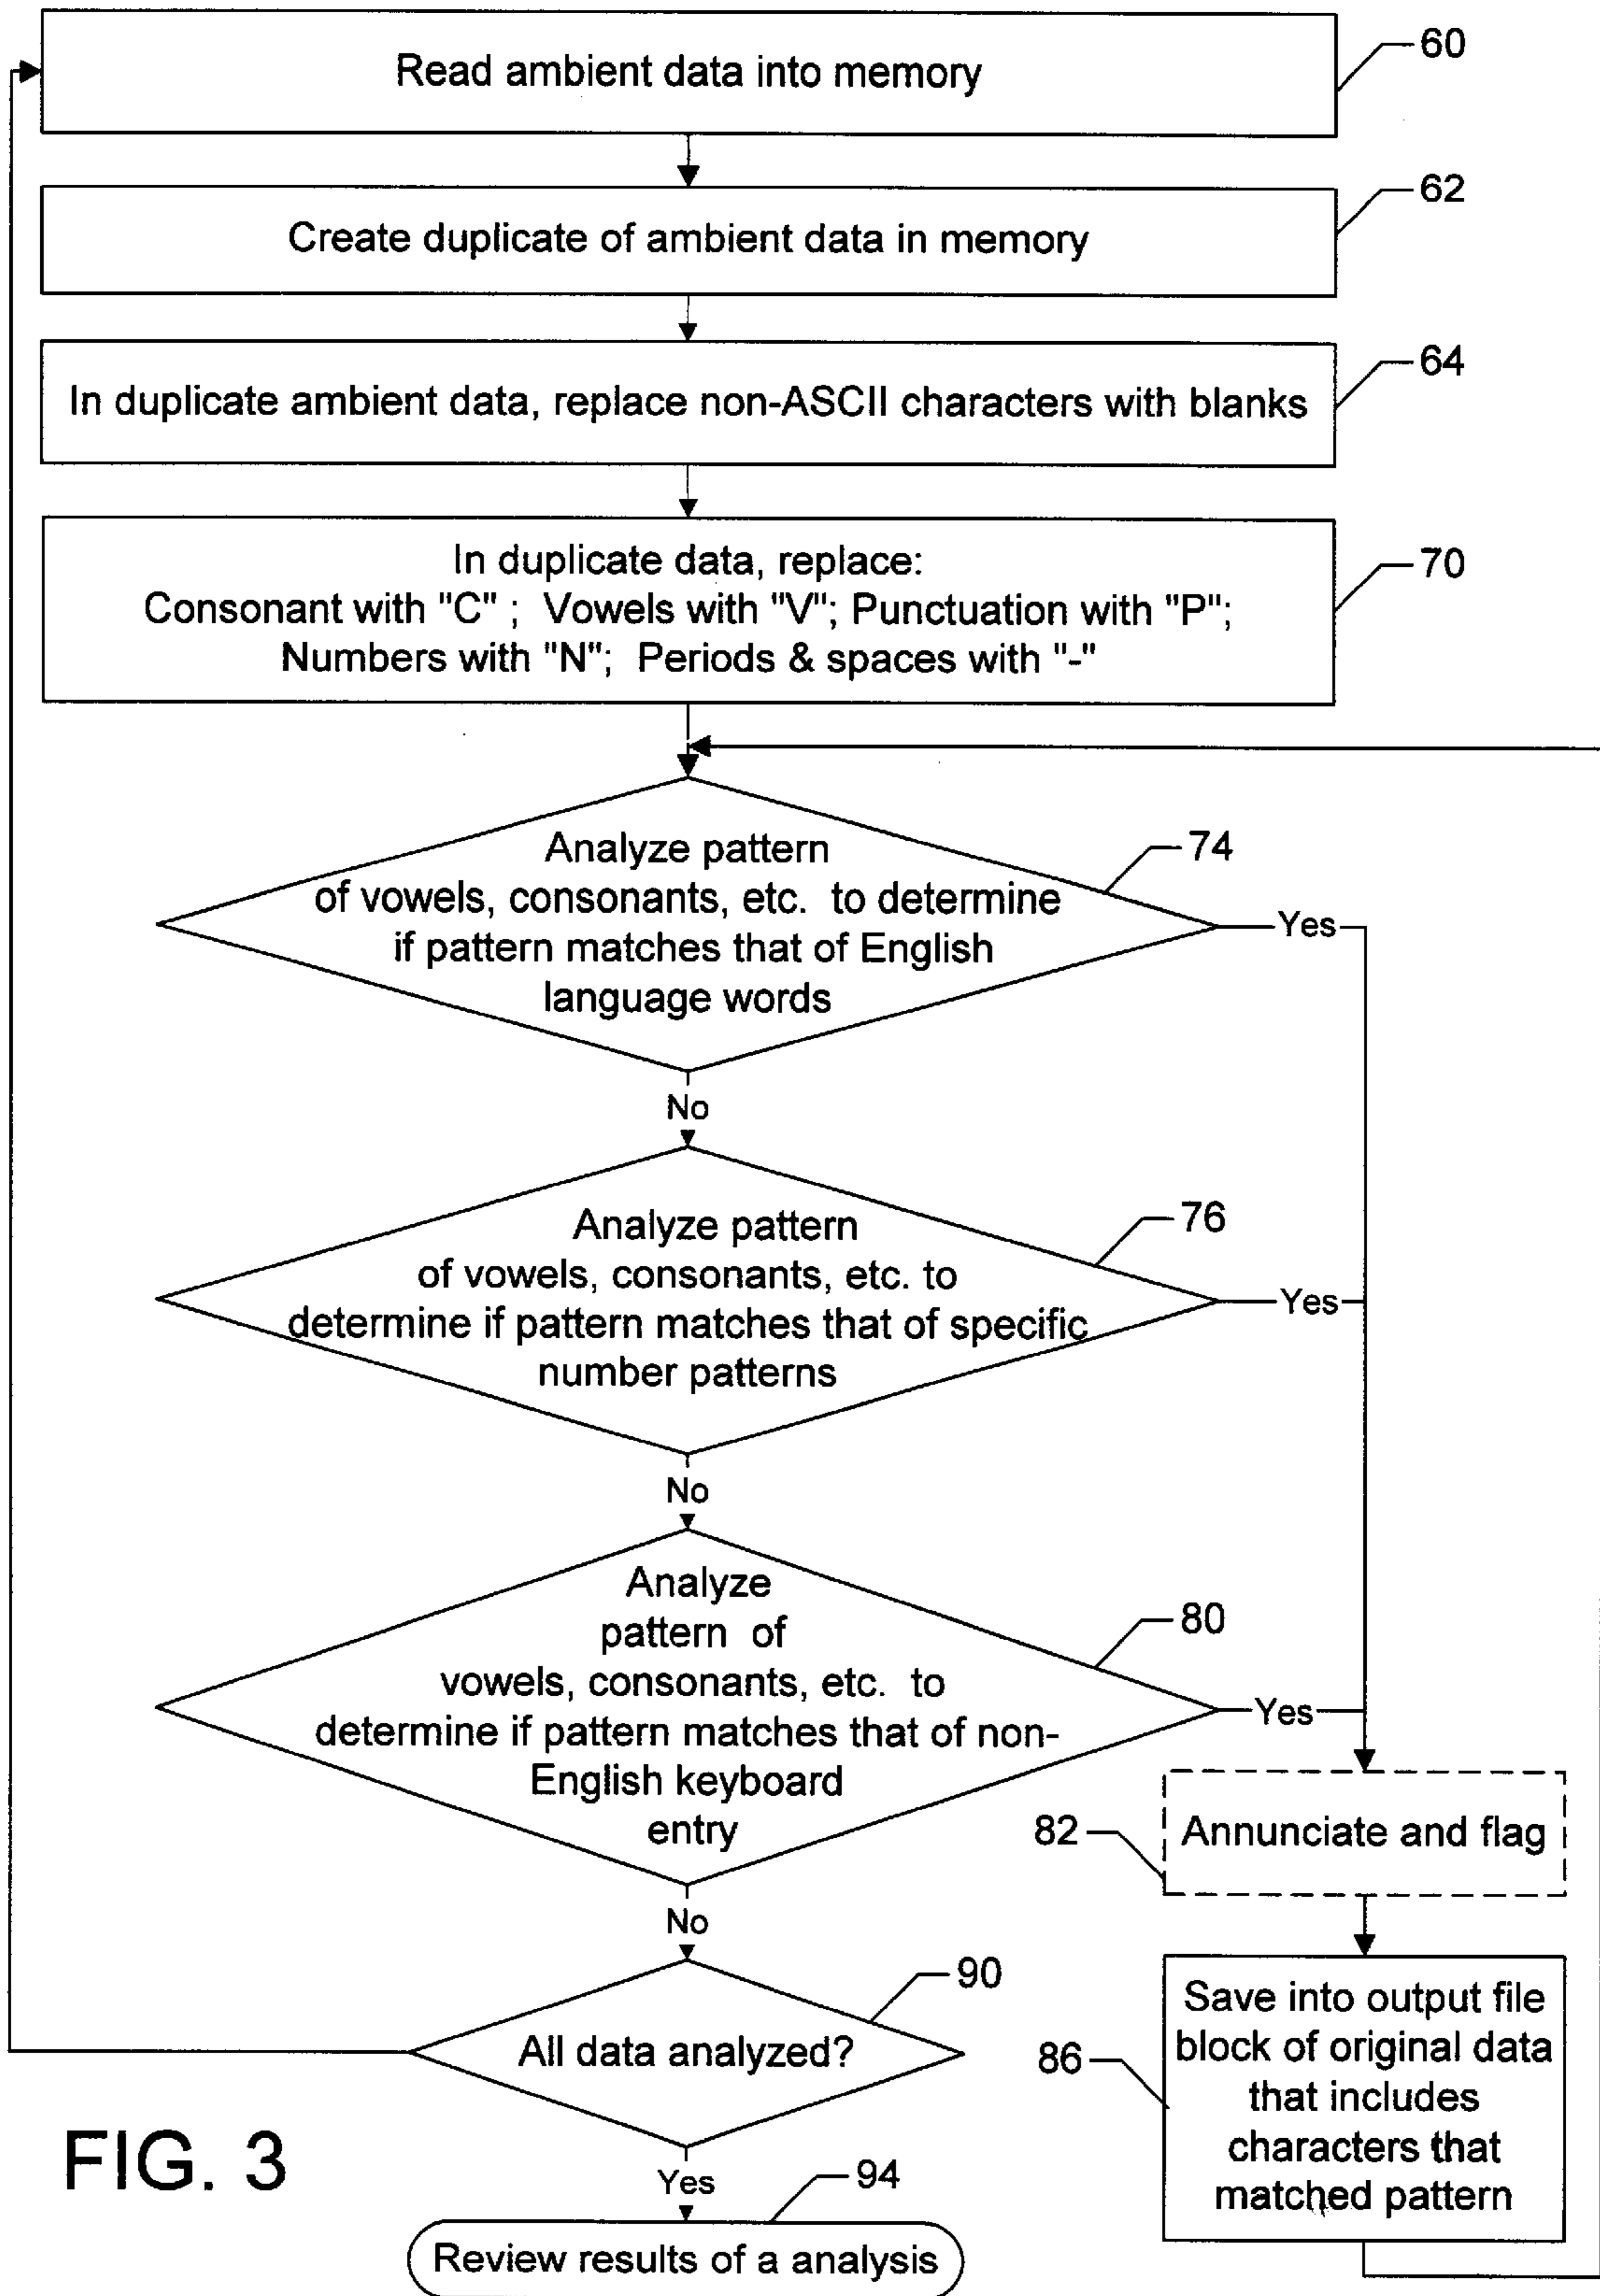 Read ambient data into memory
60
Create duplicate of ambient data in memory
62
In duplicate ambient data, replace non-ASCII characters with blanks
64
In duplicate data, replace:
Consonant with "C" ; Vowels with "V"; Punctuation with "P";
Numbers with "N"; Periods & spaces with "-"
70
Analyze pattern
of vowels, consonants, etc. to determine
if pattern matches that of English
language words
74
Yes
No
Analyze pattern
of vowels, consonants, etc. to
determine if pattern matches that of specific
number patterns
76
Yes
No
Analyze
pattern of
vowels, consonants, etc. to
determine if pattern matches that of non-
English keyboard
entry
80
Yes
82
Annunciate and flag
No
All data analyzed?
90
86
Save into output file
block of original data
that includes
characters that
matched pattern
FIG. 3
Yes
94
Review results of a analysis